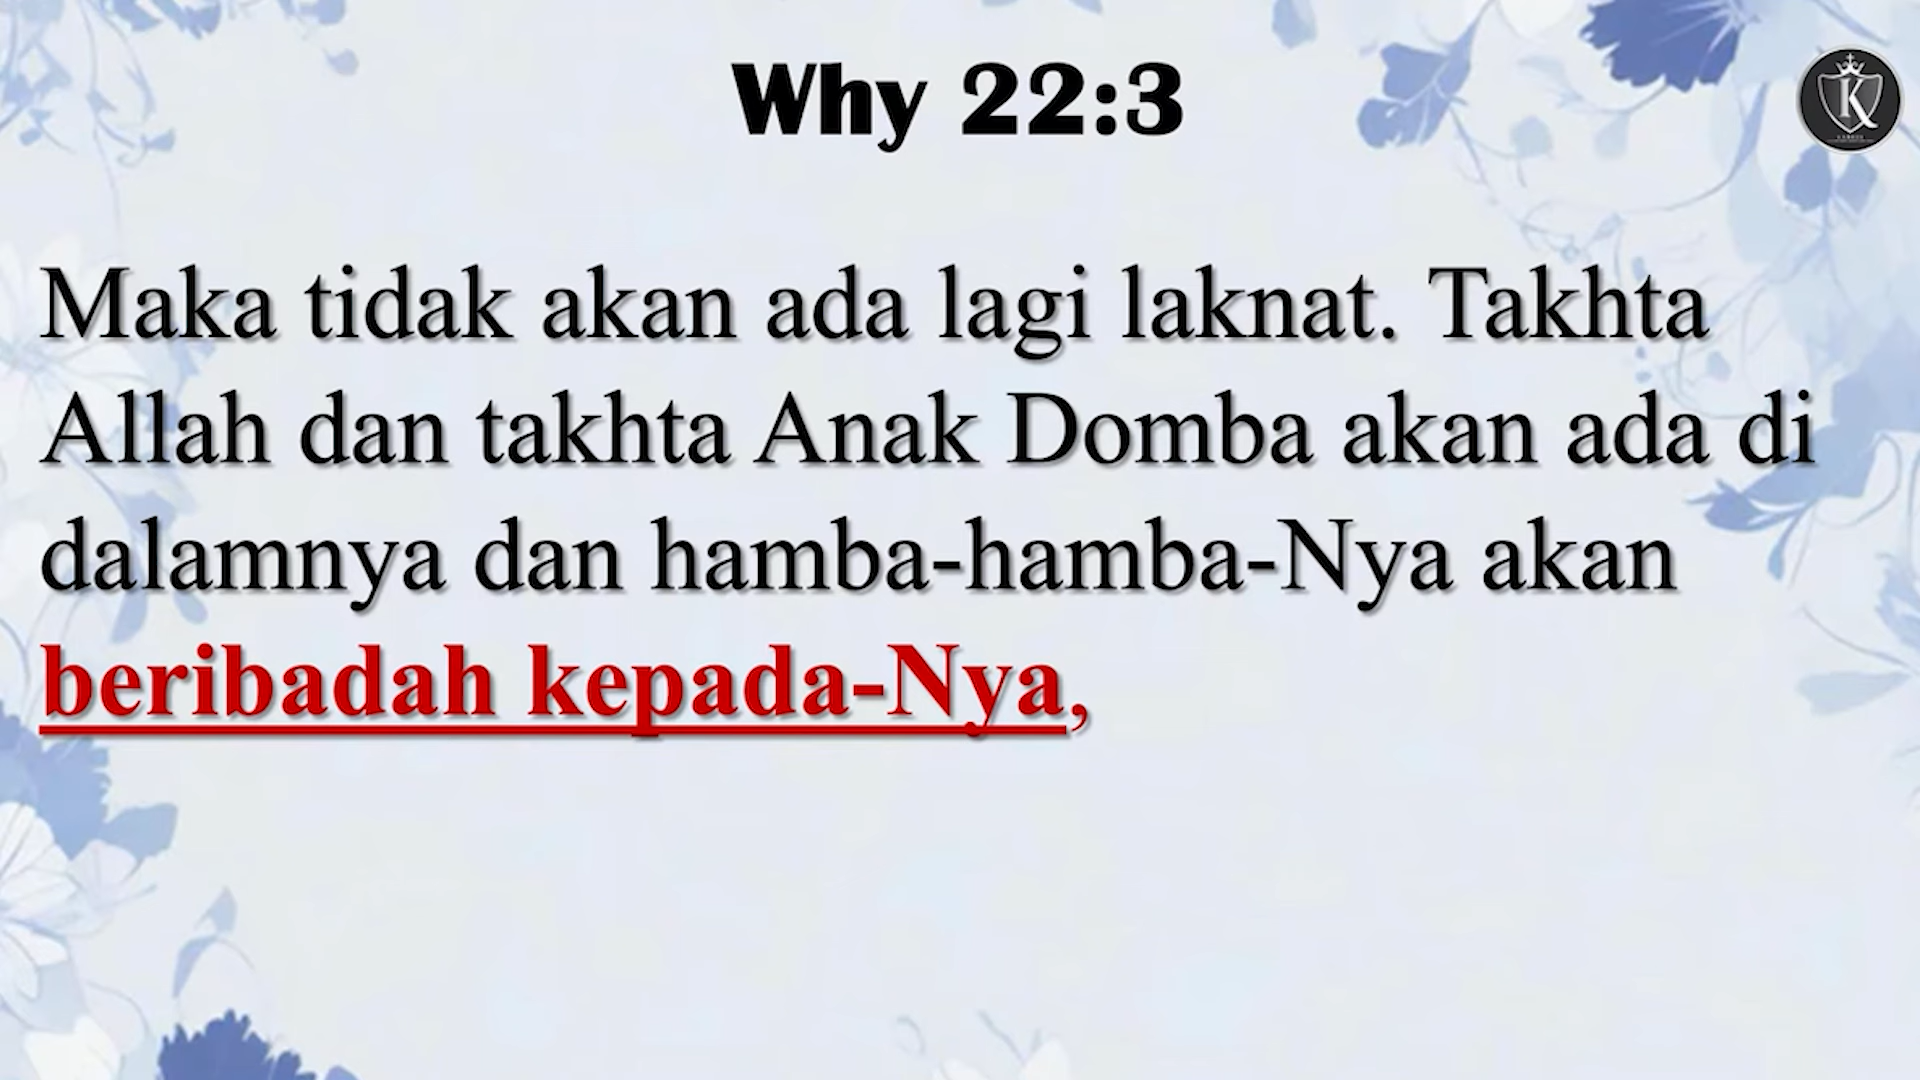 Why 22:3
K
Maka tidak akan ada lagi laknat. Takhta
Allah dan takhta Anak Domba akan ada di
dalamnya dan hamba-hamba-Nya akan
beribadah kepada-Nya,